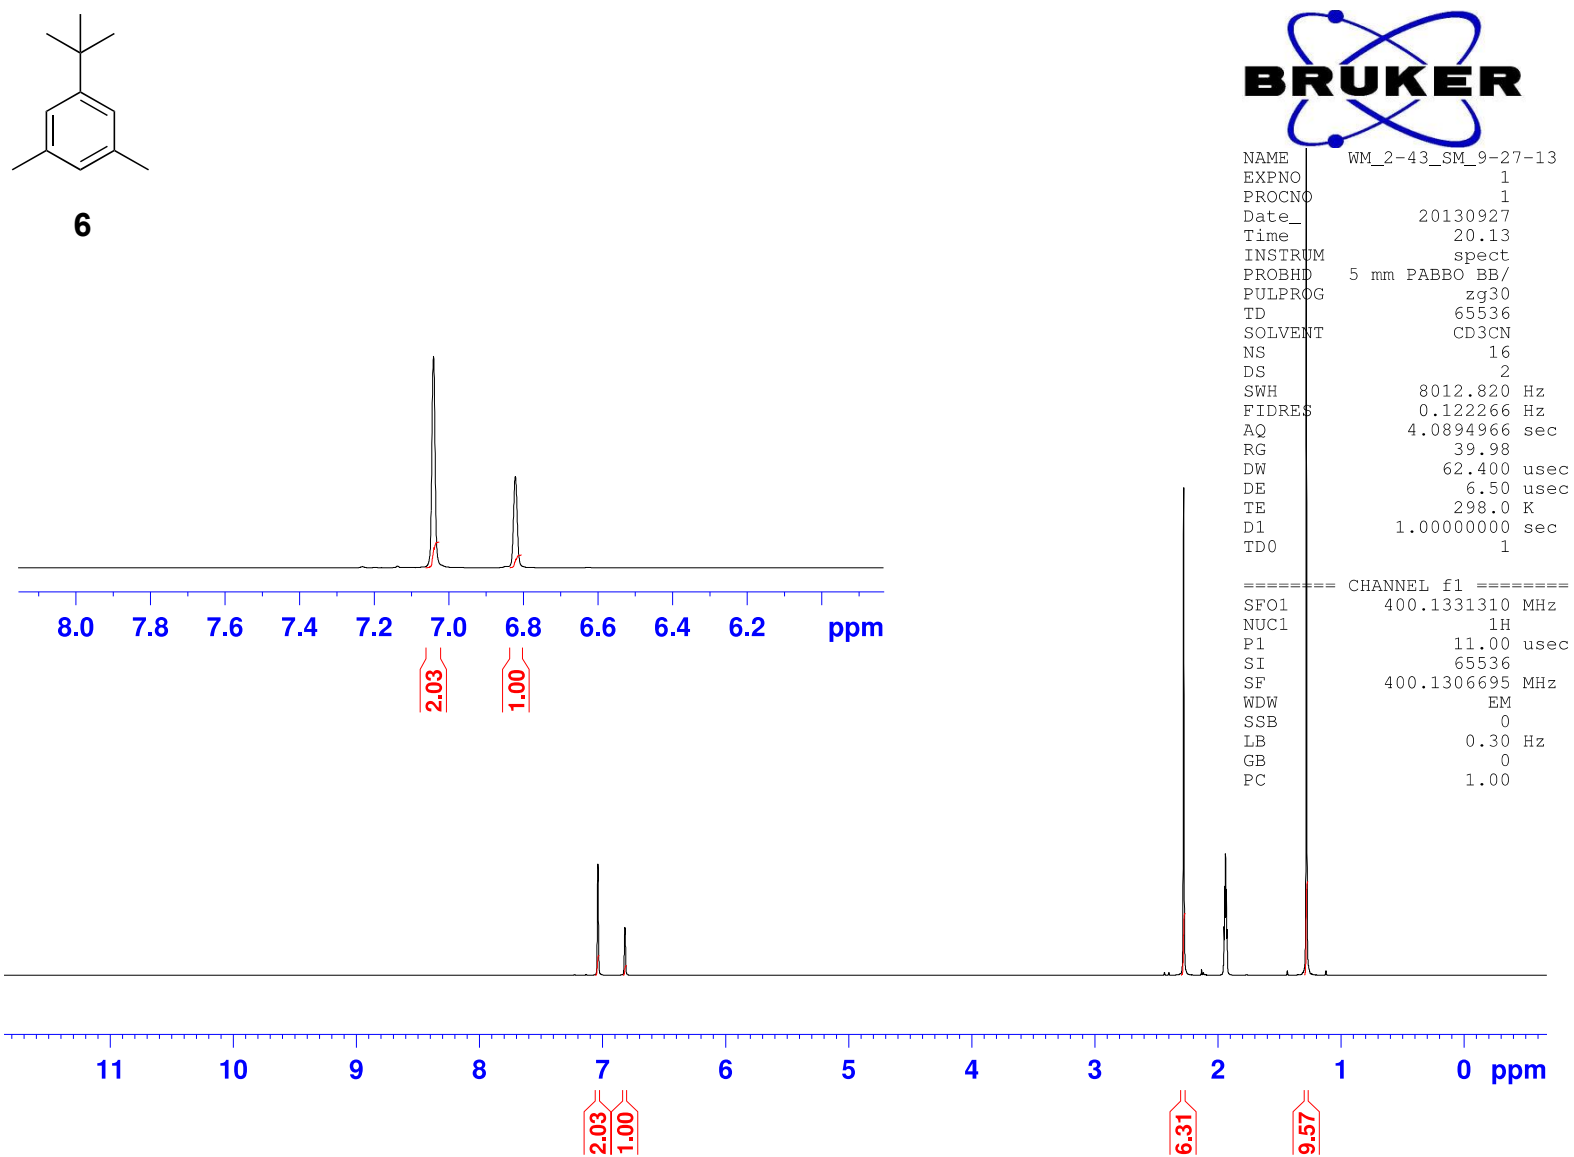 BRUKER
6
NAME WM_2-43_SM_9-27-13
EXPNO 1
PROCNO 1
Date_ 20130927
Time 20.13
INSTRUM spect
PROBHD 5 mm PABBO BB/
PULPROG zg30
TD 65536
SOLVENT CD3CN
NS 16
DS 2
SWH 8012.820 Hz
FIDRES 0.122266 Hz
AQ 4.0894966 sec
RG 39.98
DW 62.400 usec
DE 6.50 usec
TE 298.0 K
D1 1.00000000 sec
TD0 1
======== CHANNEL f1 ========
SFO1 400.1331310 MHz
NUC1 1H
P1 11.00 usec
SI 65536
SF 400.1306695 MHz
WDW EM
SSB 0
LB 0.30 Hz
GB 0
PC 1.00
8.0 7.8 7.6 7.4 7.2 7.0 6.8 6.6 6.4 6.2 ppm
2.03 1.00
11 10 9 8 7 6 5 4 3 2 1 0 ppm
2.03 1.00 6.31 9.57